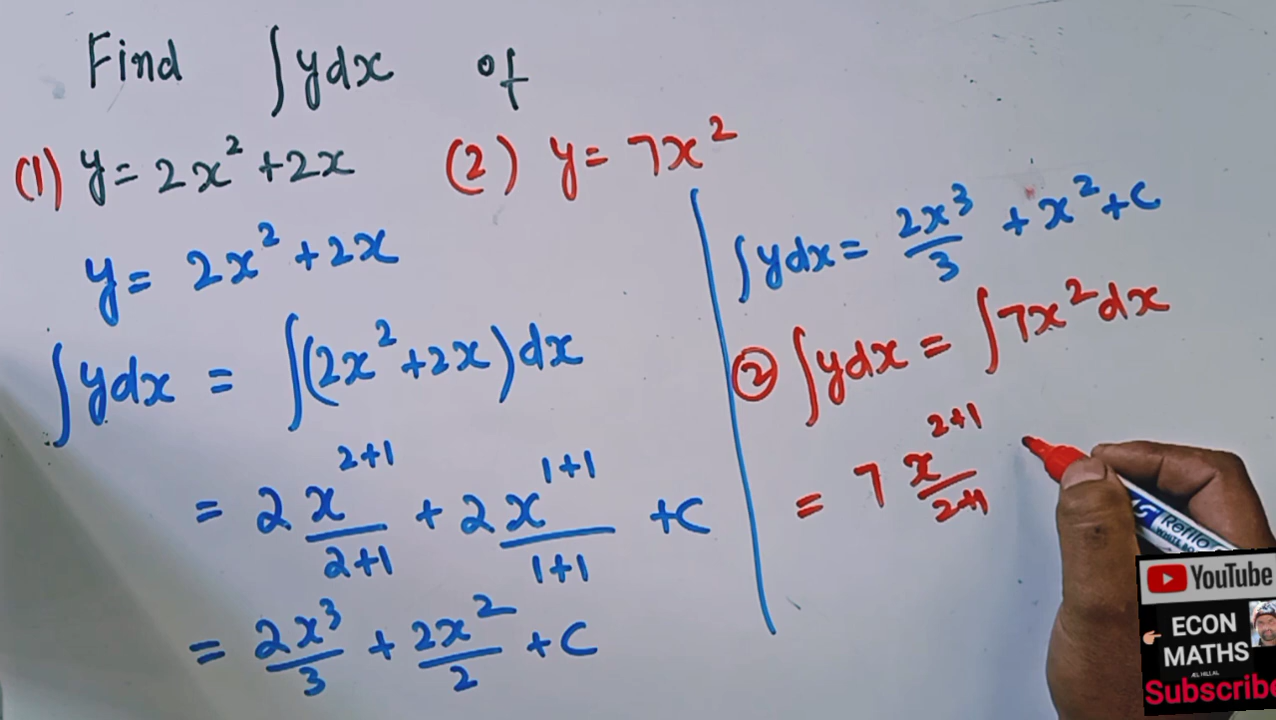 Find ∫ydx of
(1) y = 2x² + 2x (2) y = 7x²
y = 2x² + 2x
∫ydx = ∫(2x² + 2x)dx
= 2 x^(2+1)/(2+1) + 2 x^(1+1)/(1+1) + c
= 2x³/3 + 2x²/2 + c
∫ydx = 2x³/3 + x² + c
② ∫ydx = ∫7x²dx
= 7 x^(2+1)/(2+1)
YouTube
ECON
MATHS
Subscribe